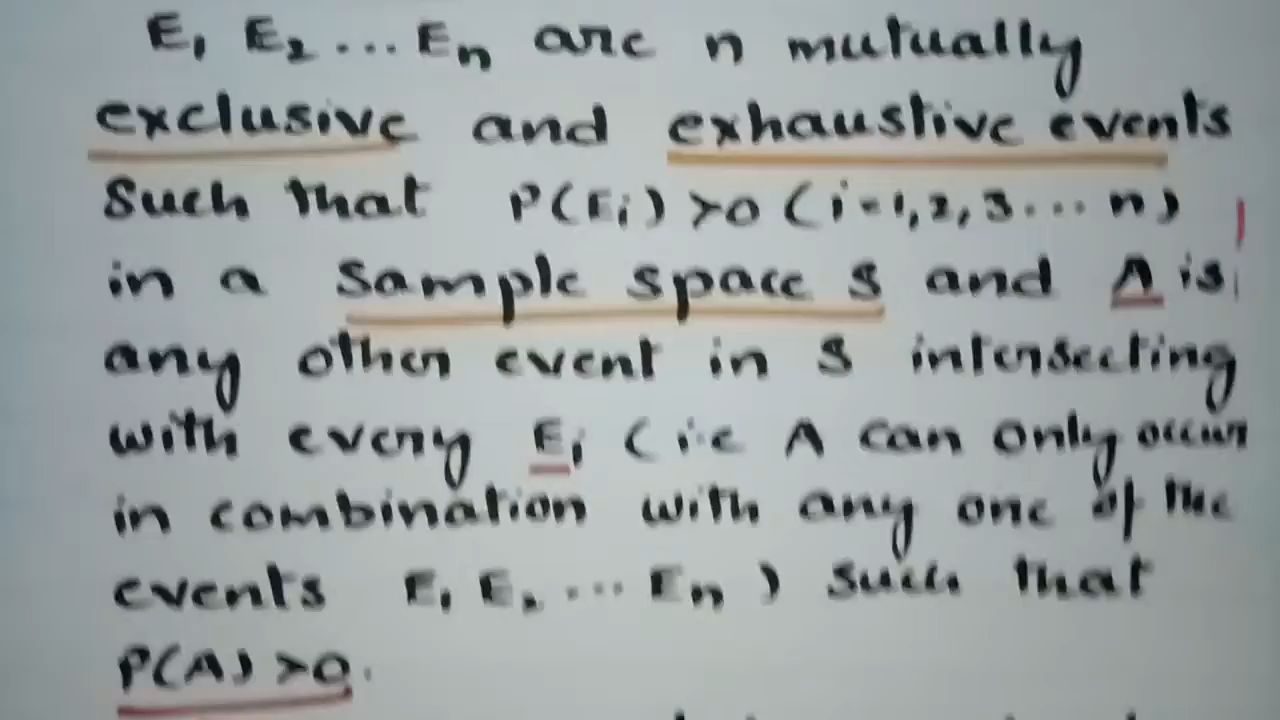 E₁ E₂ ... Eₙ are n mutually
exclusive and exhaustive events
Such that P(Eᵢ) >0 (i=1,2,3... n)
in a sample space S and A is
any other event in S intersecting
with every Eᵢ (i.e A can only occur
in combination with any one of the
events E₁ E₂ ... Eₙ ) such that
P(A) >0.